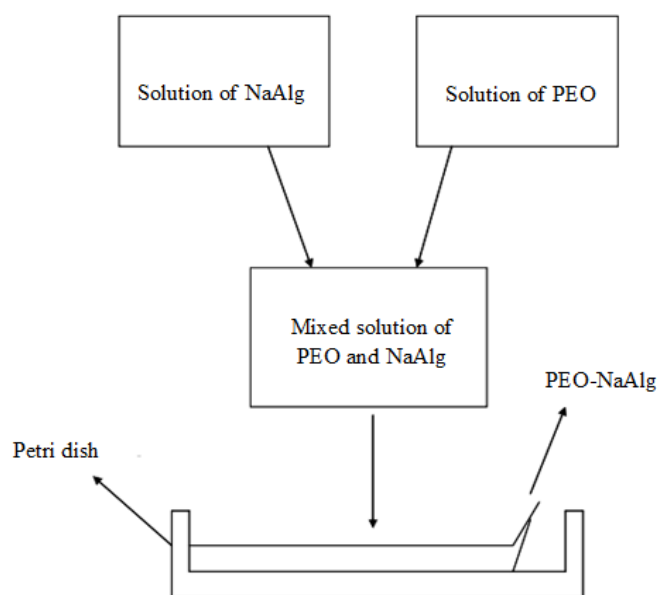 Solution of NaAlg
Solution of PEO
Mixed solution of
PEO and NaAlg
PEO-NaAlg
Petri dish